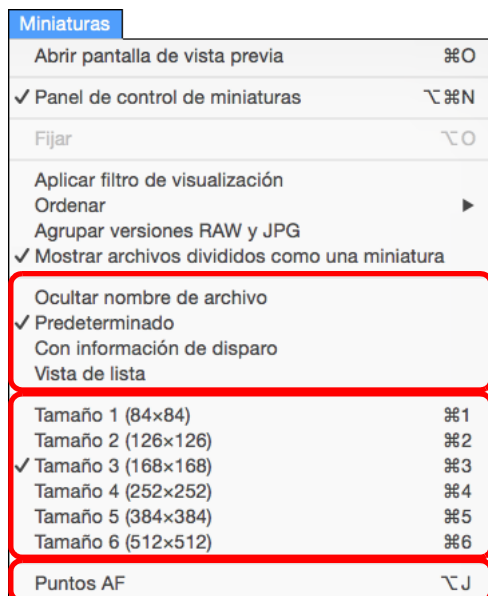 Miniaturas
Abrir pantalla de vista previa ⌘O
✓ Panel de control de miniaturas ⌥⌘N
Fijar ⌥O
Aplicar filtro de visualización
Ordenar ▶
Agrupar versiones RAW y JPG
✓ Mostrar archivos divididos como una miniatura
Ocultar nombre de archivo
✓ Predeterminado
Con información de disparo
Vista de lista
Tamaño 1 (84×84) ⌘1
Tamaño 2 (126×126) ⌘2
✓ Tamaño 3 (168×168) ⌘3
Tamaño 4 (252×252) ⌘4
Tamaño 5 (384×384) ⌘5
Tamaño 6 (512×512) ⌘6
Puntos AF ⌥J